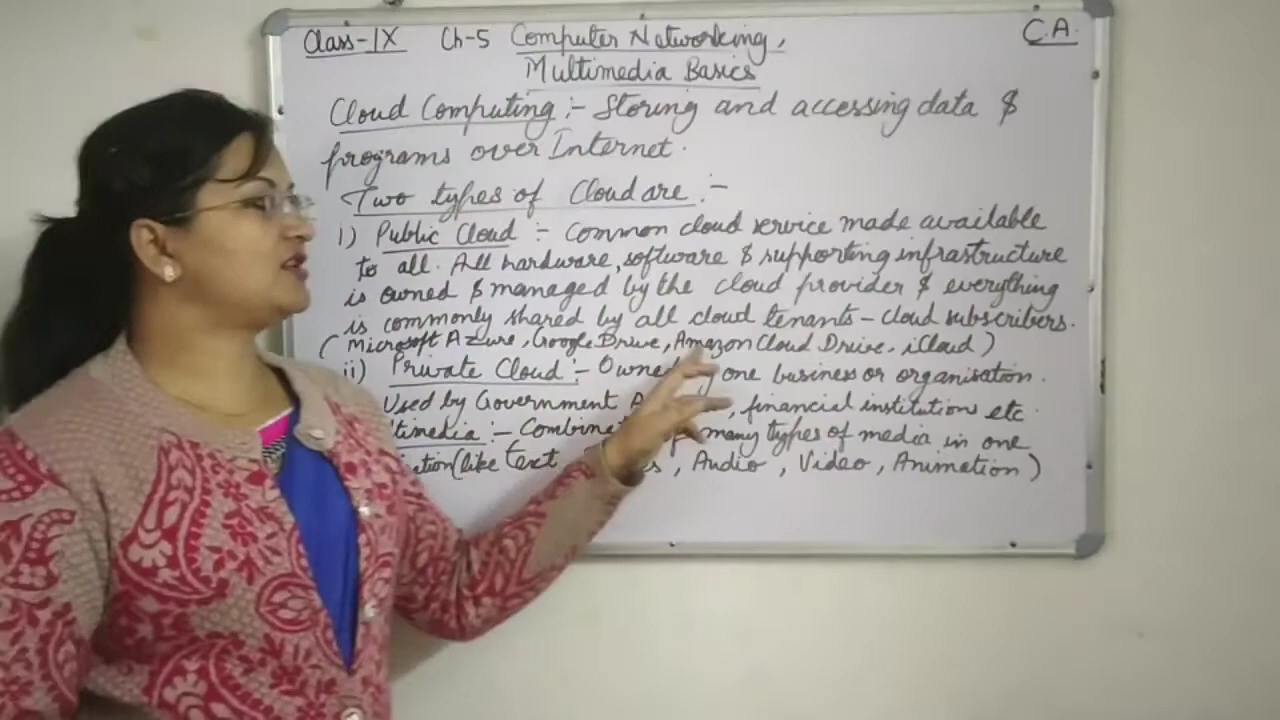 Class-IX Ch-5 Computer Networking, C.A.
Multimedia Basics
Cloud Computing :- Storing and accessing data &
programs over Internet.
Two types of Cloud are :-
i) Public Cloud :- Common cloud service made available
to all. All hardware, software & supporting infrastructure
is owned & managed by the cloud provider & everything
is commonly shared by all cloud tenants - cloud subscribers.
(Microsoft Azure, Google Drive, Amazon Cloud Drive, iCloud)
ii) Private Cloud :- Owned one business or organisation.
Used by Government , financial institutions etc.
:- many types of media in one
(like text , Audio, Video, Animation)